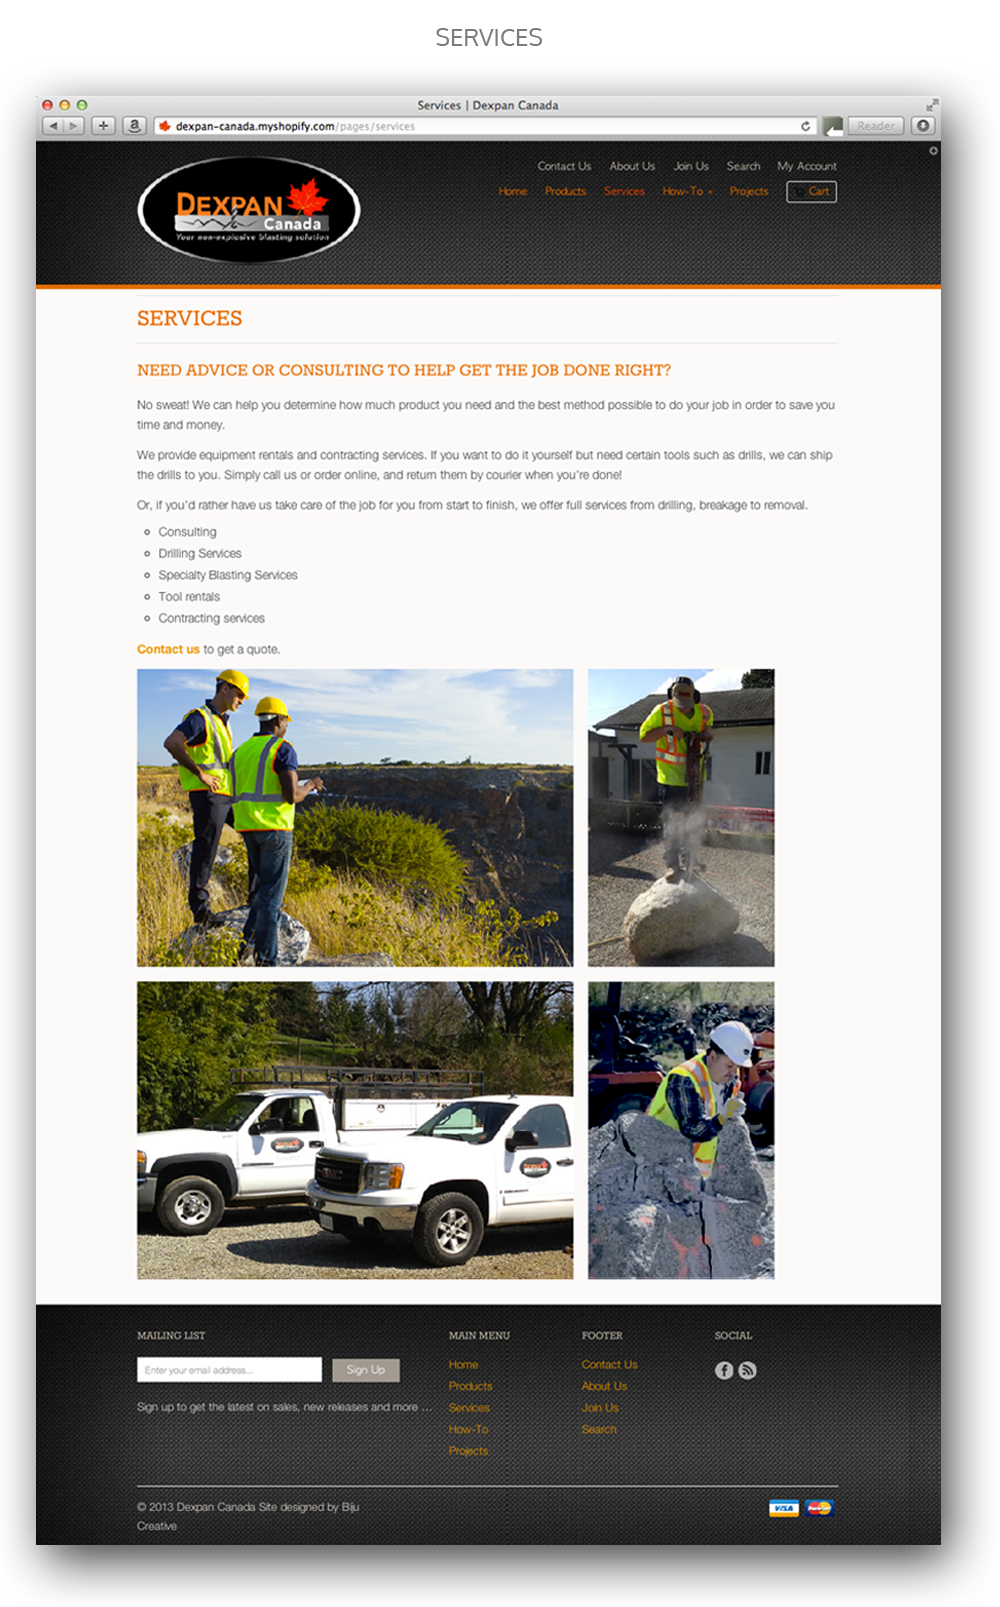 SERVICES
Services | Dexpan Canada
dexpan-canada.myshopify.com/pages/services
Reader
Contact Us About Us Join Us Search My Account
Home Products Services How-To Projects Cart
DEXPAN
Canada
Your non-explosive blasting solution
SERVICES
NEED ADVICE OR CONSULTING TO HELP GET THE JOB DONE RIGHT?
No sweat! We can help you determine how much product you need and the best method possible to do your job in order to save you
time and money.
We provide equipment rentals and contracting services. If you want to do it yourself but need certain tools such as drills, we can ship
the drills to you. Simply call us or order online, and return them by courier when you're done!
Or, if you'd rather have us take care of the job for you from start to finish, we offer full services from drilling, breakage to removal.
Consulting
Drilling Services
Specialty Blasting Services
Tool rentals
Contracting services
Contact us to get a quote.
DEXPAN
DEXPAN
MAILING LIST MAIN MENU FOOTER SOCIAL
Enter your email address... Sign Up
Sign up to get the latest on sales, new releases and more ...
Home
Products
Services
How-To
Projects
Contact Us
About Us
Join Us
Search
© 2013 Dexpan Canada Site designed by Biju
Creative
VISA MasterCard